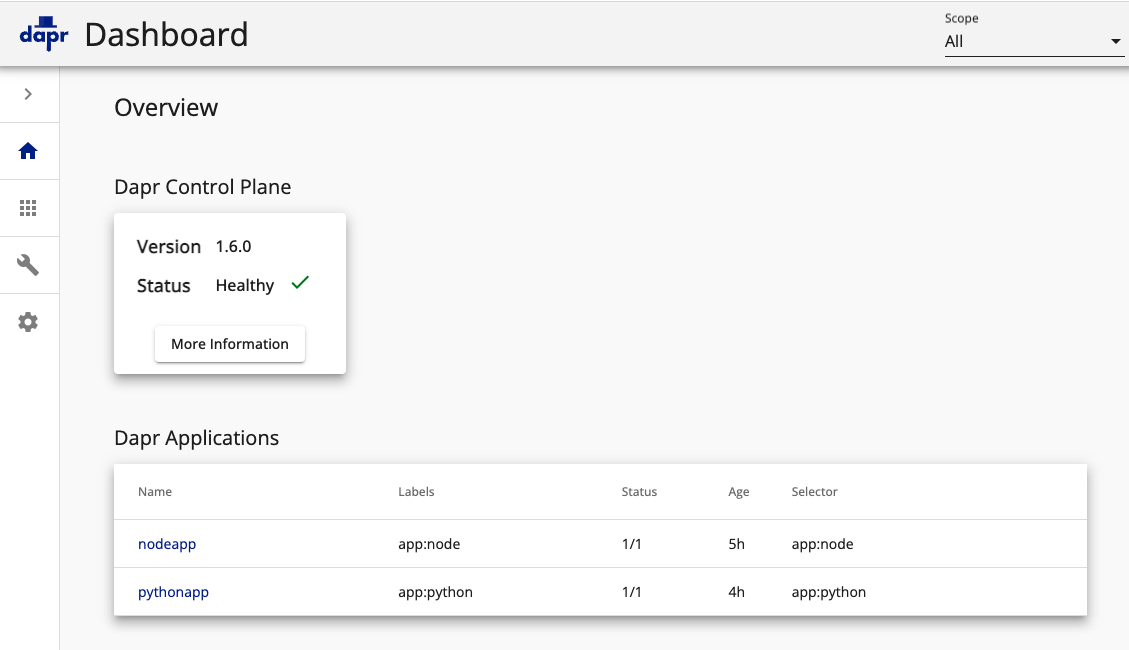 dapr Dashboard
Scope
All
Overview
Dapr Control Plane
Version 1.6.0
Status Healthy
More Information
Dapr Applications
Name Labels Status Age Selector
nodeapp app:node 1/1 5h app:node
pythonapp app:python 1/1 4h app:python